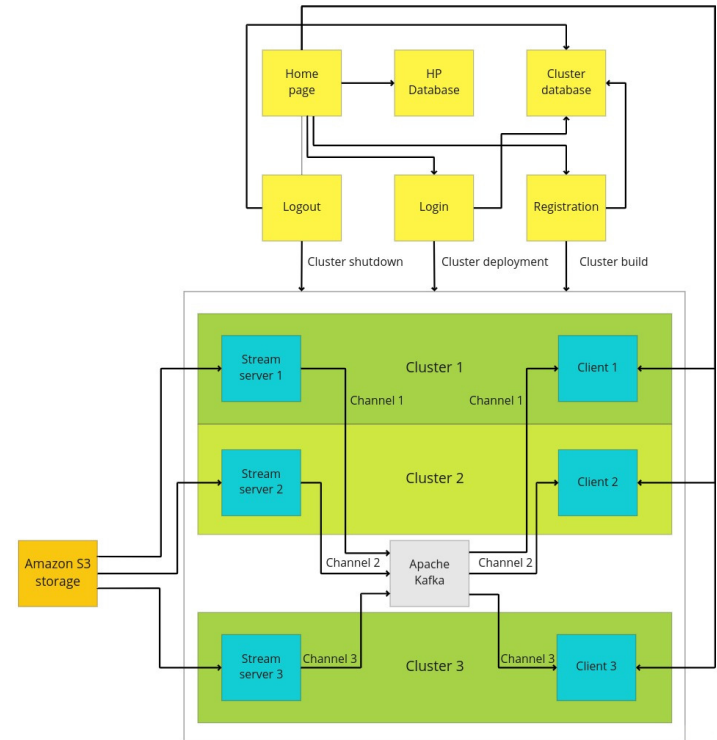 Home
page
HP
Database
Cluster
database
Logout
Login
Registration
Cluster shutdown
Cluster deployment
Cluster build
Stream
server 1
Cluster 1
Client 1
Channel 1
Channel 1
Stream
server 2
Cluster 2
Client 2
Amazon S3
storage
Channel 2
Apache
Kafka
Channel 2
Stream
server 3
Channel 3
Cluster 3
Channel 3
Client 3